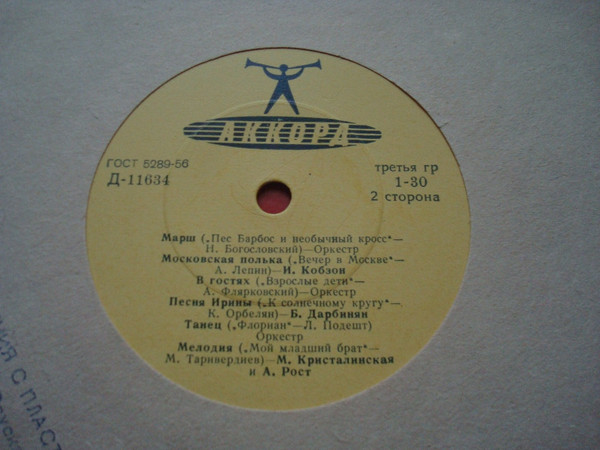 АККОРД
ГОСТ 5289-56
Д-11634
третья гр
1-30
2 сторона
Марш („Пес Барбос и необычный кросс“—
Н. Богословский)—Оркестр
Московская полька („Вечер в Москве“—
А. Лепин)—И. Кобзон
В гостях („Взрослые дети“—
А. Флярковский)—Оркестр
Песня Ирины („К солнечному кругу“—
К. Орбелян)—Б. Дарбинян
Танец („Флориан“—Л. Подешт)
Оркестр
Мелодия („Мой младший брат“—
М. Таривердиев)—М. Кристалинская
и А. Рост
С ПЛАСТ